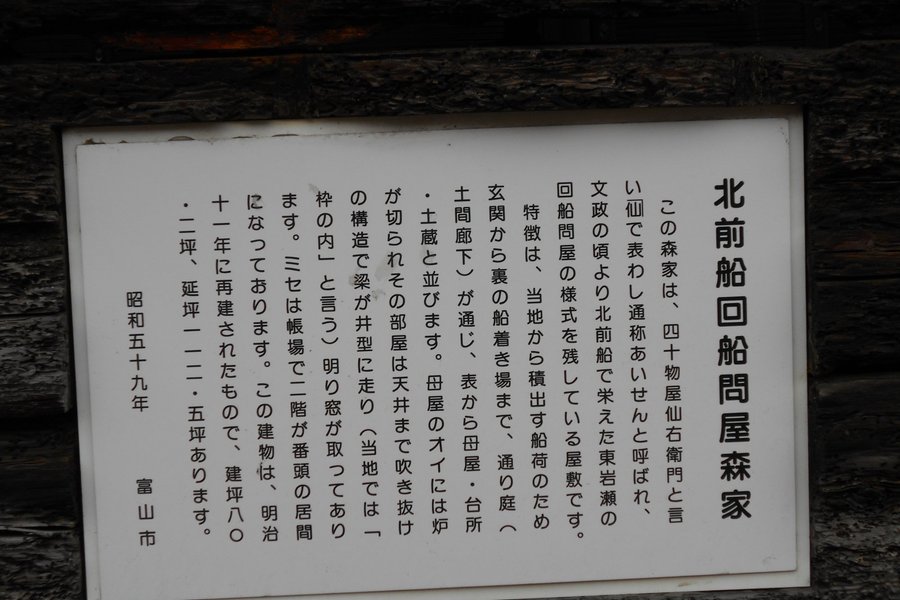 北前船回船問屋森家
この森家は、四十物屋仙右衛門と言
い仙で表わし通称あいせんと呼ばれ、
文政の頃より北前船で栄えた東岩瀬の
回船問屋の様式を残している屋敷です。
特徴は、当地から積出す船荷のため
玄関から裏の船着き場まで、通り庭（
土間廊下）が通じ、表から母屋・台所
・土蔵と並びます。母屋のオイには炉
が切られその部屋は天井まで吹き抜け
の構造で梁が井型に走り（当地では「
枠の内」と言う）明り窓が取ってあり
ます。ミセは帳場で二階が番頭の居間
になっております。この建物は、明治
十一年に再建されたもので、建坪八〇
・二坪、延坪一一二・五坪あります。
昭和五十九年　富山市